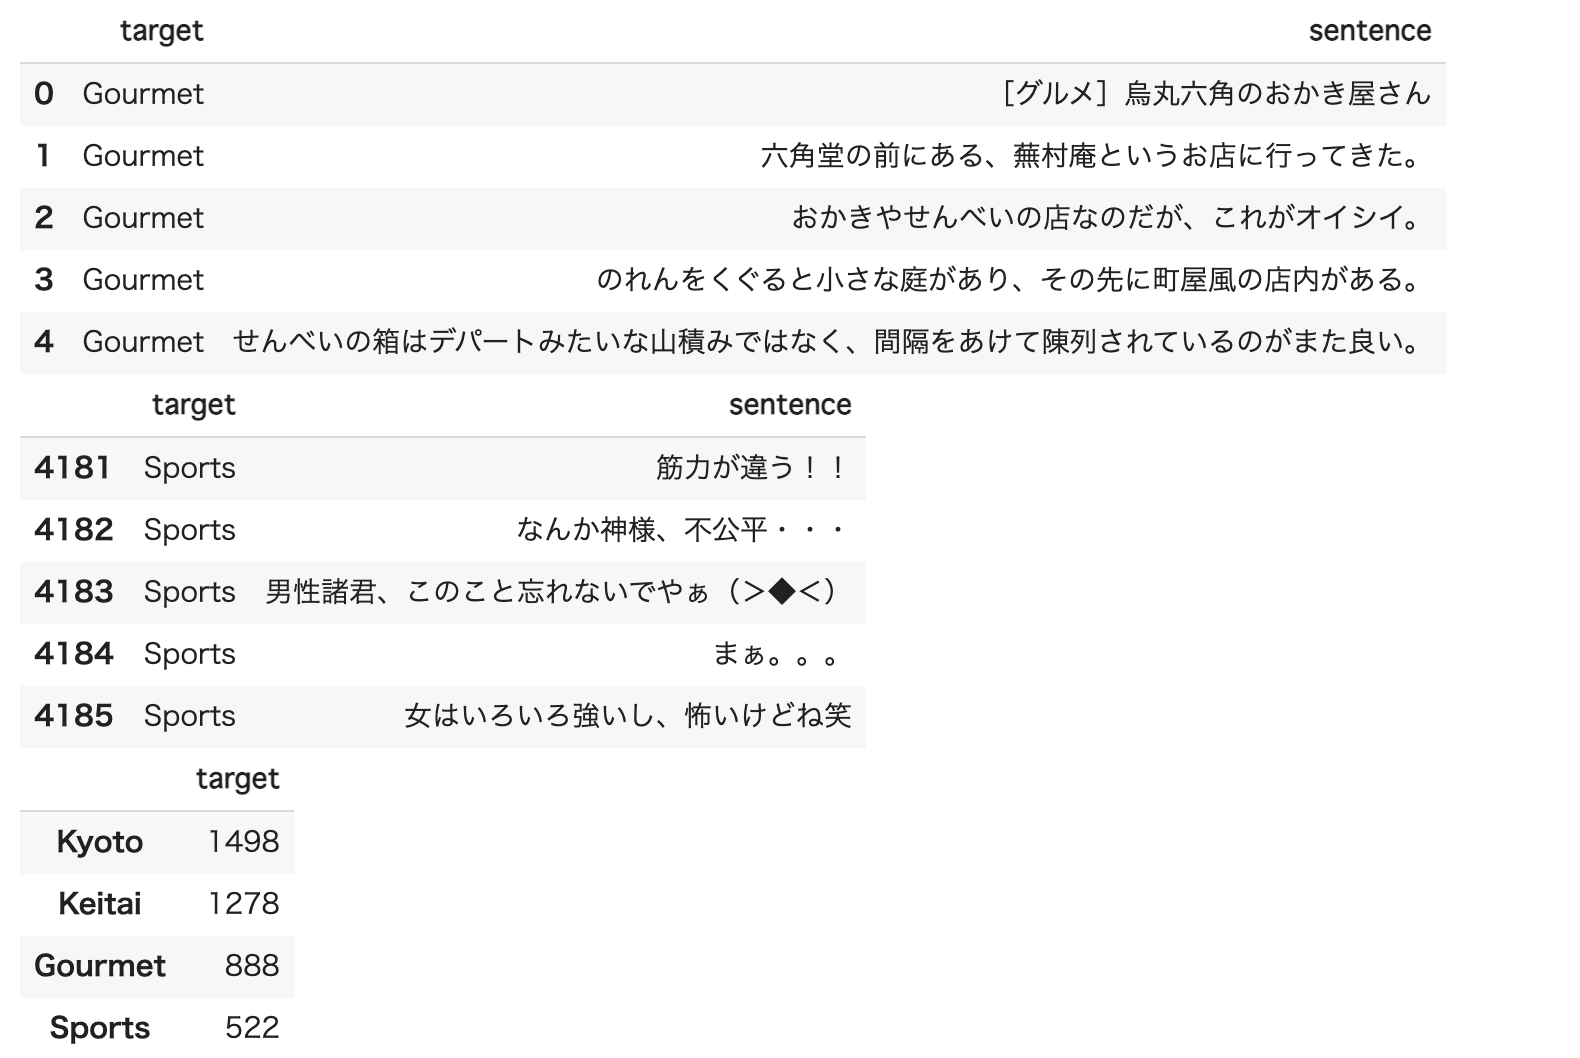 target sentence
0 Gourmet ［グルメ］烏丸六角のおかき屋さん
1 Gourmet 六角堂の前にある、蕪村庵というお店に行ってきた。
2 Gourmet おかきやせんべいの店なのだが、これがオイシイ。
3 Gourmet のれんをくぐると小さな庭があり、その先に町屋風の店内がある。
4 Gourmet せんべいの箱はデパートみたいな山積みではなく、間隔をあけて陳列されているのがまた良い。
target sentence
4181 Sports 筋力が違う！！
4182 Sports なんか神様、不公平・・・
4183 Sports 男性諸君、このこと忘れないでやぁ（＞◆＜）
4184 Sports まぁ。。。
4185 Sports 女はいろいろ強いし、怖いけどね笑
target
Kyoto 1498
Keitai 1278
Gourmet 888
Sports 522